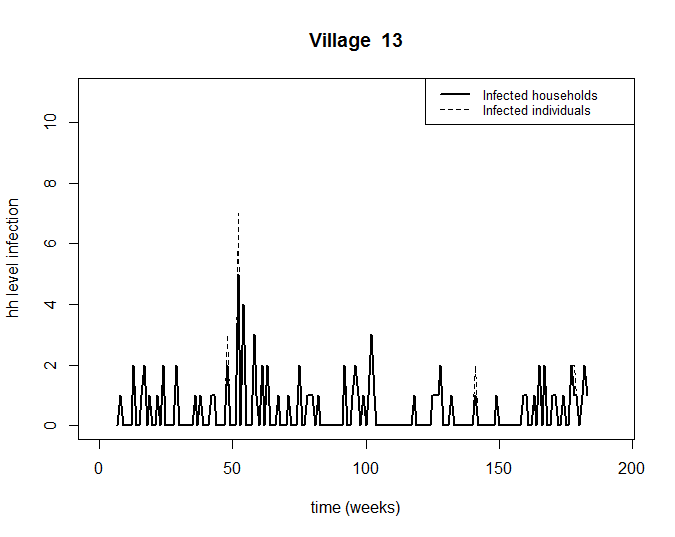 Village 13
Infected households
Infected individuals
hh level infection
10
8
6
4
2
0
0 50 100 150 200
time (weeks)